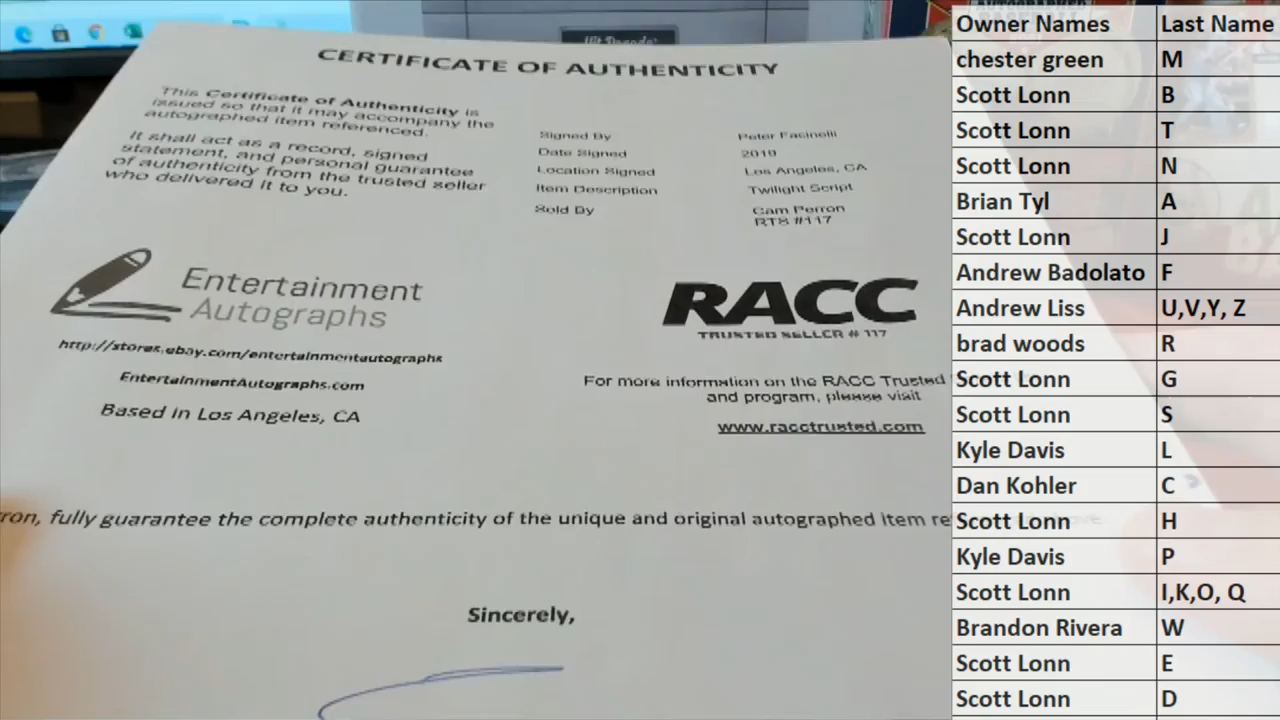 CERTIFICATE OF AUTHENTICITY
This Certificate of Authenticity is
issued so that it may accompany the
autographed item referenced.
It shall act as a record, signed
statement, and personal guarantee
of authenticity from the trusted seller
who delivered it to you.
Signed By Peter Facinelli
Date Signed 2019
Location Signed Los Angeles, CA
Item Description Twilight Script
Sold By Cam Perron
RTS #117
Entertainment
Autographs
http://stores.ebay.com/entertainmentautographs
EntertainmentAutographs.com
Based in Los Angeles, CA
RACC
TRUSTED SELLER # 117
For more information on the RACC Trusted
and program, please visit
www.racctrusted.com
fully guarantee the complete authenticity of the unique and original autographed item
Sincerely,
Owner Names Last Name
chester green M
Scott Lonn B
Scott Lonn T
Scott Lonn N
Brian Tyl A
Scott Lonn J
Andrew Badolato F
Andrew Liss U,V,Y, Z
brad woods R
Scott Lonn G
Scott Lonn S
Kyle Davis L
Dan Kohler C
Scott Lonn H
Kyle Davis P
Scott Lonn I,K,O, Q
Brandon Rivera W
Scott Lonn E
Scott Lonn D